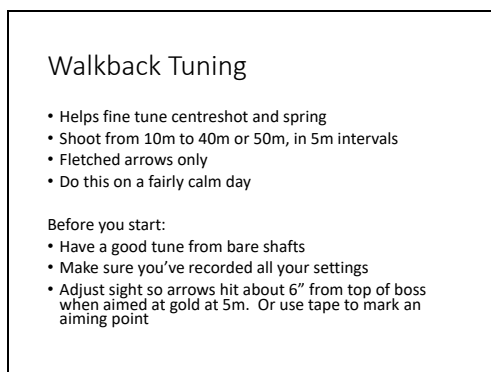 Walkback Tuning
• Helps fine tune centreshot and spring
• Shoot from 10m to 40m or 50m, in 5m intervals
• Fletched arrows only
• Do this on a fairly calm day
Before you start:
• Have a good tune from bare shafts
• Make sure you’ve recorded all your settings
• Adjust sight so arrows hit about 6” from top of boss
when aimed at gold at 5m.  Or use tape to mark an
aiming point